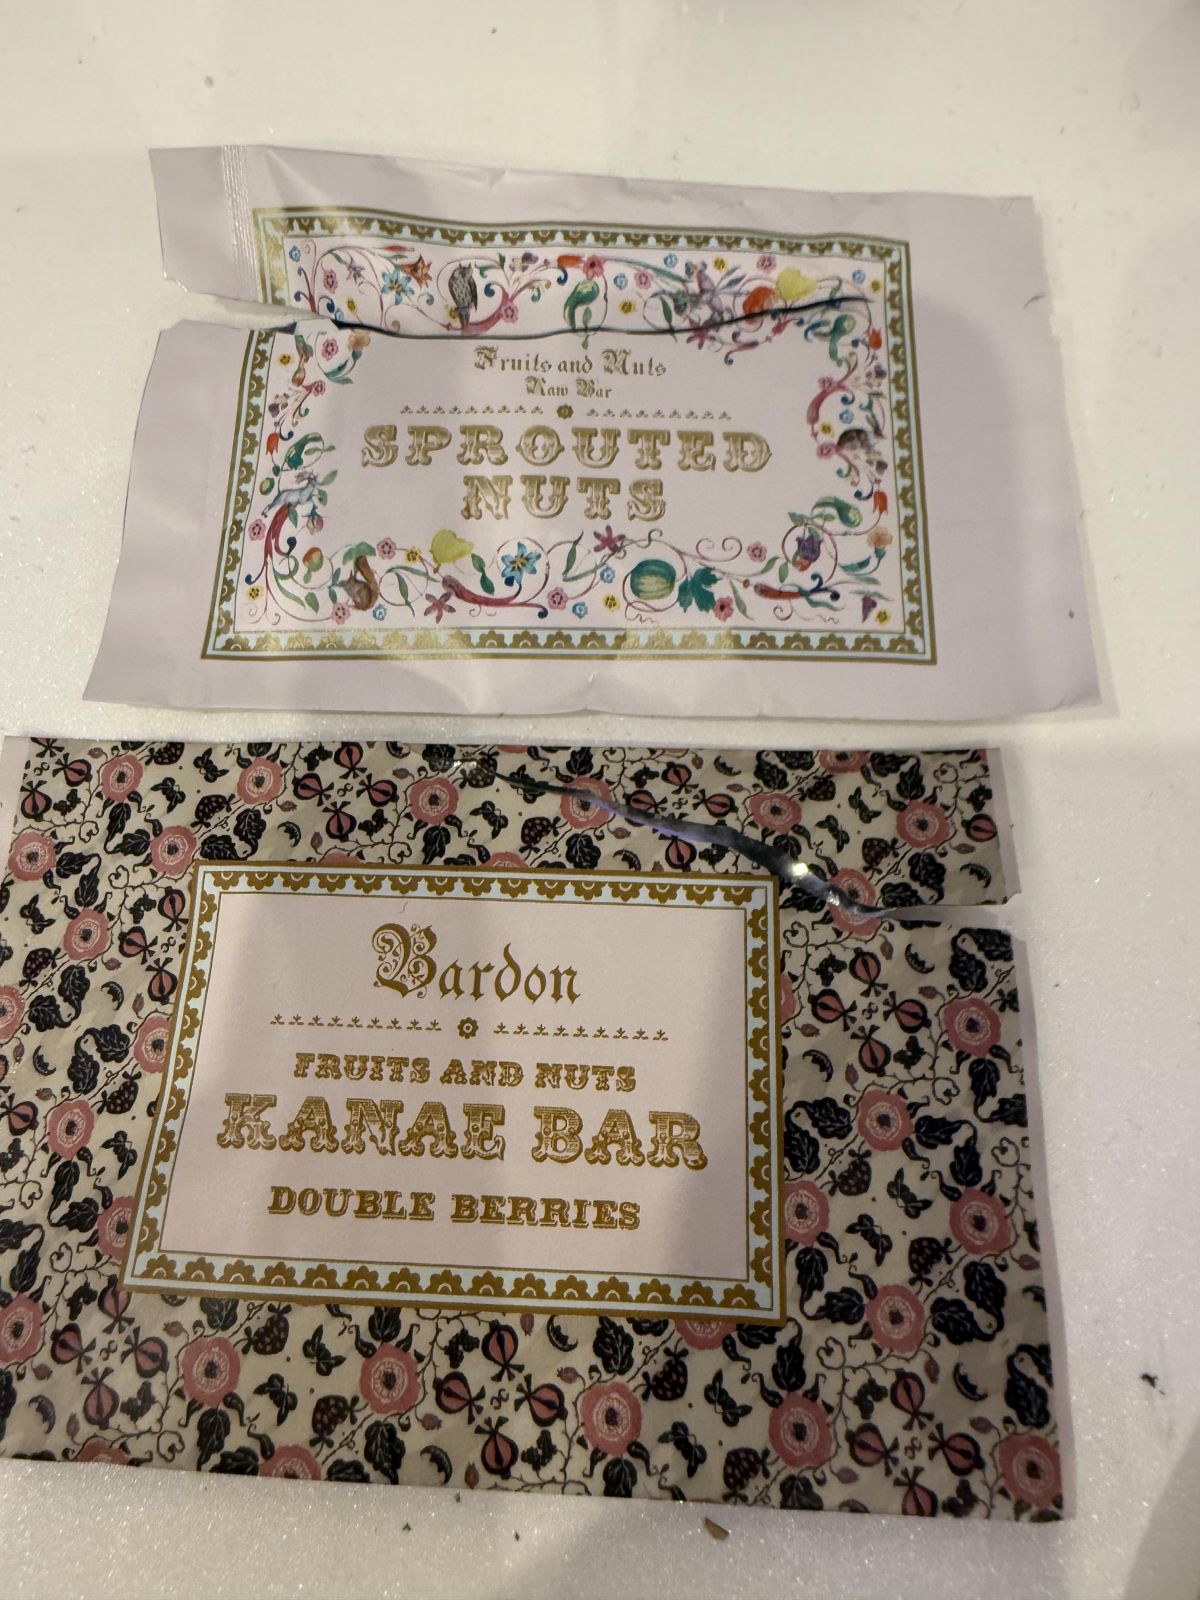 Fruits and Nuts
Raw Bar
SPROUTED
NUTS
Bardon
FRUITS AND NUTS
KANAE BAR
DOUBLE BERRIES